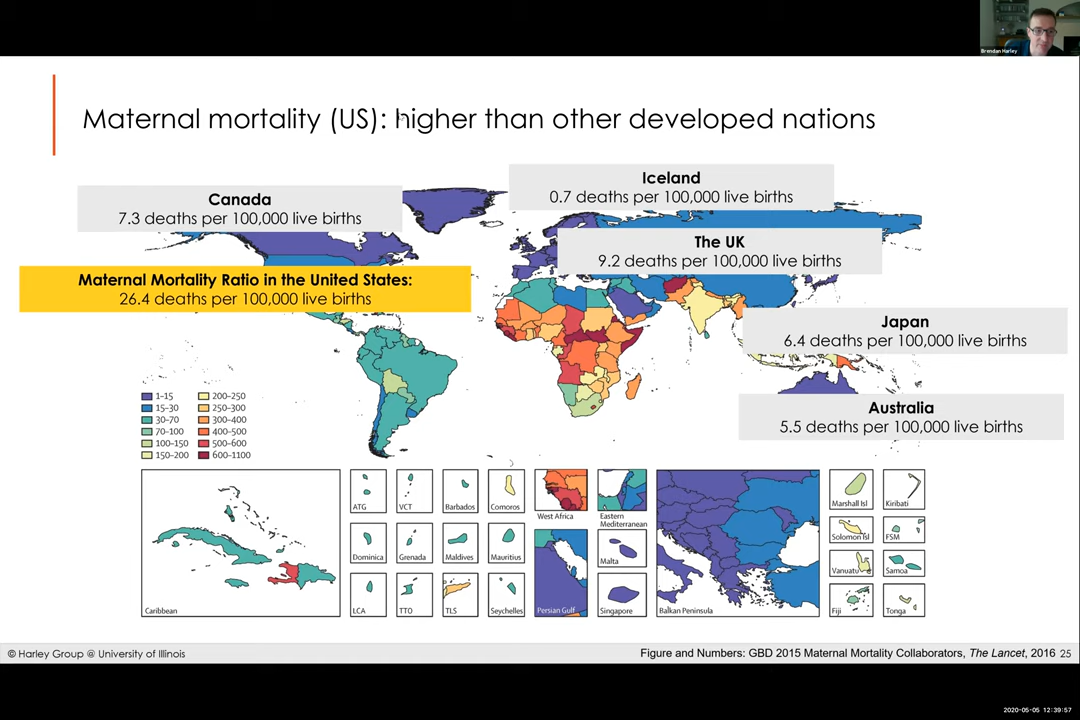 Brendan Harley
Maternal mortality (US): higher than other developed nations
Canada
7.3 deaths per 100,000 live births
Iceland
0.7 deaths per 100,000 live births
The UK
9.2 deaths per 100,000 live births
Maternal Mortality Ratio in the United States:
26.4 deaths per 100,000 live births
Japan
6.4 deaths per 100,000 live births
Australia
5.5 deaths per 100,000 live births
1–15
15–30
30–70
70–100
100–150
150–200
200–250
250–300
300–400
400–500
500–600
600–1100
Caribbean
ATG
VCT
Barbados
Comoros
West Africa
Eastern
Mediterranean
Marshall Isl
Kiribati
Dominica
Grenada
Maldives
Mauritius
Malta
Solomon Isl
FSM
Vanuatu
Samoa
LCA
TTO
TLS
Seychelles
Persian Gulf
Singapore
Balkan Peninsula
Fiji
Tonga
© Harley Group @ University of Illinois
Figure and Numbers: GBD 2015 Maternal Mortality Collaborators, The Lancet, 2016 25
2020-05-05 12:39:57